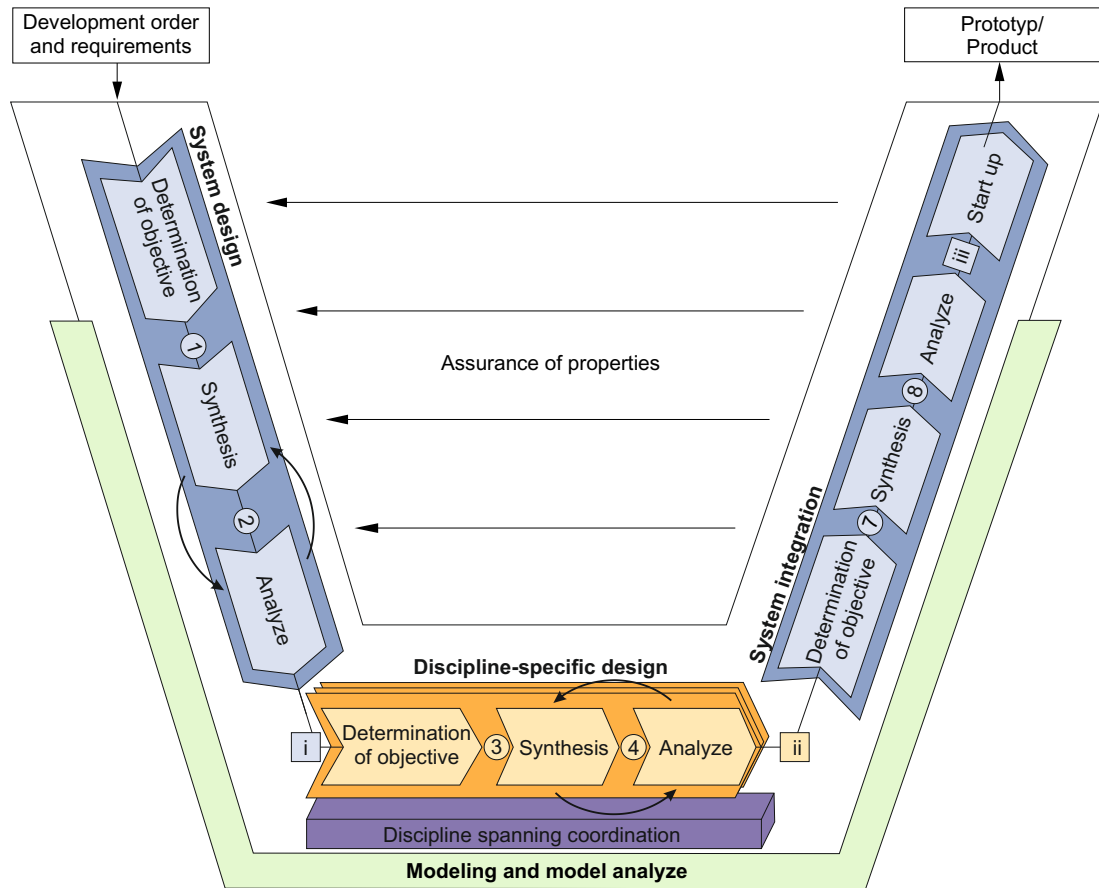 Development order
and requirements
Prototyp/
Product
System design
Determination
of objective
1
Synthesis
2
Analyze
Assurance of properties
Start up
iii
Analyze
8
Synthesis
7
Determination
of objective
System integration
Discipline-specific design
i
Determination
of objective
3
Synthesis
4
Analyze
ii
Discipline spanning coordination
Modeling and model analyze